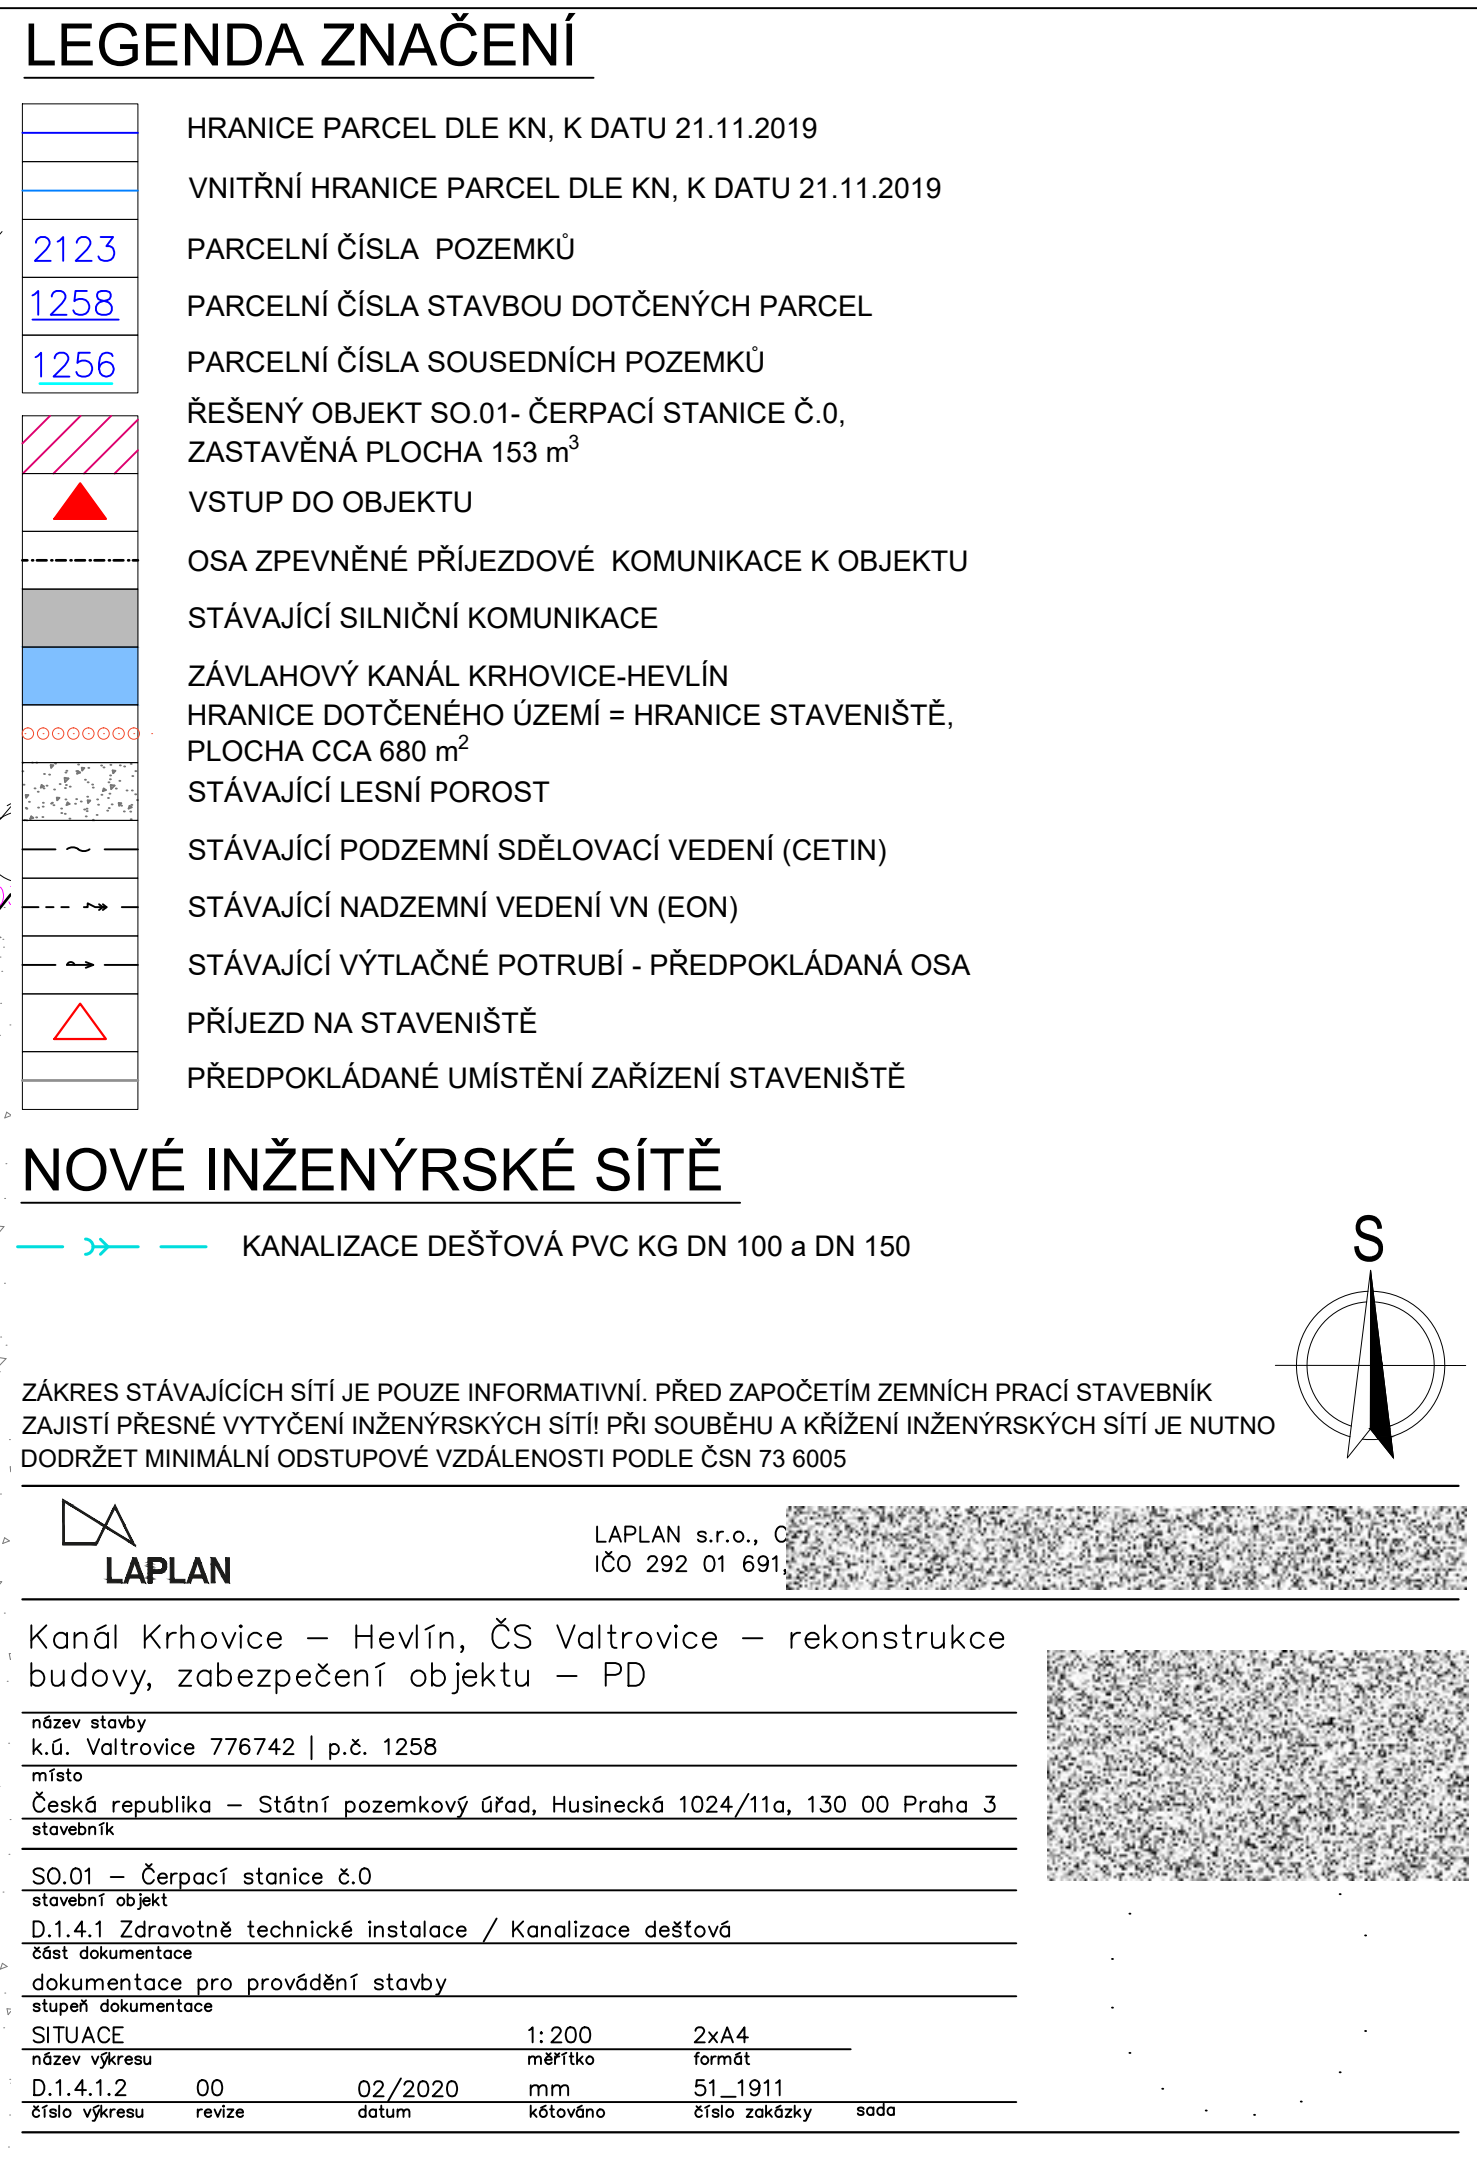 LEGENDA ZNAČENÍ
HRANICE PARCEL DLE KN, K DATU 21.11.2019
VNITŘNÍ HRANICE PARCEL DLE KN, K DATU 21.11.2019
2123 PARCELNÍ ČÍSLA POZEMKŮ
1258 PARCELNÍ ČÍSLA STAVBOU DOTČENÝCH PARCEL
1256 PARCELNÍ ČÍSLA SOUSEDNÍCH POZEMKŮ
ŘEŠENÝ OBJEKT SO.01- ČERPACÍ STANICE Č.0,
ZASTAVĚNÁ PLOCHA 153 m³
VSTUP DO OBJEKTU
OSA ZPEVNĚNÉ PŘÍJEZDOVÉ KOMUNIKACE K OBJEKTU
STÁVAJÍCÍ SILNIČNÍ KOMUNIKACE
ZÁVLAHOVÝ KANÁL KRHOVICE-HEVLÍN
HRANICE DOTČENÉHO ÚZEMÍ = HRANICE STAVENIŠTĚ,
PLOCHA CCA 680 m²
STÁVAJÍCÍ LESNÍ POROST
STÁVAJÍCÍ PODZEMNÍ SDĚLOVACÍ VEDENÍ (CETIN)
STÁVAJÍCÍ NADZEMNÍ VEDENÍ VN (EON)
STÁVAJÍCÍ VÝTLAČNÉ POTRUBÍ - PŘEDPOKLÁDANÁ OSA
PŘÍJEZD NA STAVENIŠTĚ
PŘEDPOKLÁDANÉ UMÍSTĚNÍ ZAŘÍZENÍ STAVENIŠTĚ
NOVÉ INŽENÝRSKÉ SÍTĚ
KANALIZACE DEŠŤOVÁ PVC KG DN 100 a DN 150
S
ZÁKRES STÁVAJÍCÍCH SÍTÍ JE POUZE INFORMATIVNÍ. PŘED ZAPOČETÍM ZEMNÍCH PRACÍ STAVEBNÍK
ZAJISTÍ PŘESNÉ VYTYČENÍ INŽENÝRSKÝCH SÍTÍ! PŘI SOUBĚHU A KŘÍŽENÍ INŽENÝRSKÝCH SÍTÍ JE NUTNO
DODRŽET MINIMÁLNÍ ODSTUPOVÉ VZDÁLENOSTI PODLE ČSN 73 6005
LAPLAN
LAPLAN s.r.o.,
IČO 292 01 691,
Kanál Krhovice – Hevlín, ČS Valtrovice – rekonstrukce
budovy, zabezpečení objektu – PD
název stavby
k.ú. Valtrovice 776742 | p.č. 1258
místo
Česká republika – Státní pozemkový úřad, Husinecká 1024/11a, 130 00 Praha 3
stavebník
SO.01 – Čerpací stanice č.0
stavební objekt
D.1.4.1 Zdravotně technické instalace / Kanalizace dešťová
část dokumentace
dokumentace pro provádění stavby
stupeň dokumentace
SITUACE 1:200 2xA4
název výkresu měřítko formát
D.1.4.1.2 00 02/2020 mm 51_1911
číslo výkresu revize datum kótováno číslo zakázky sada